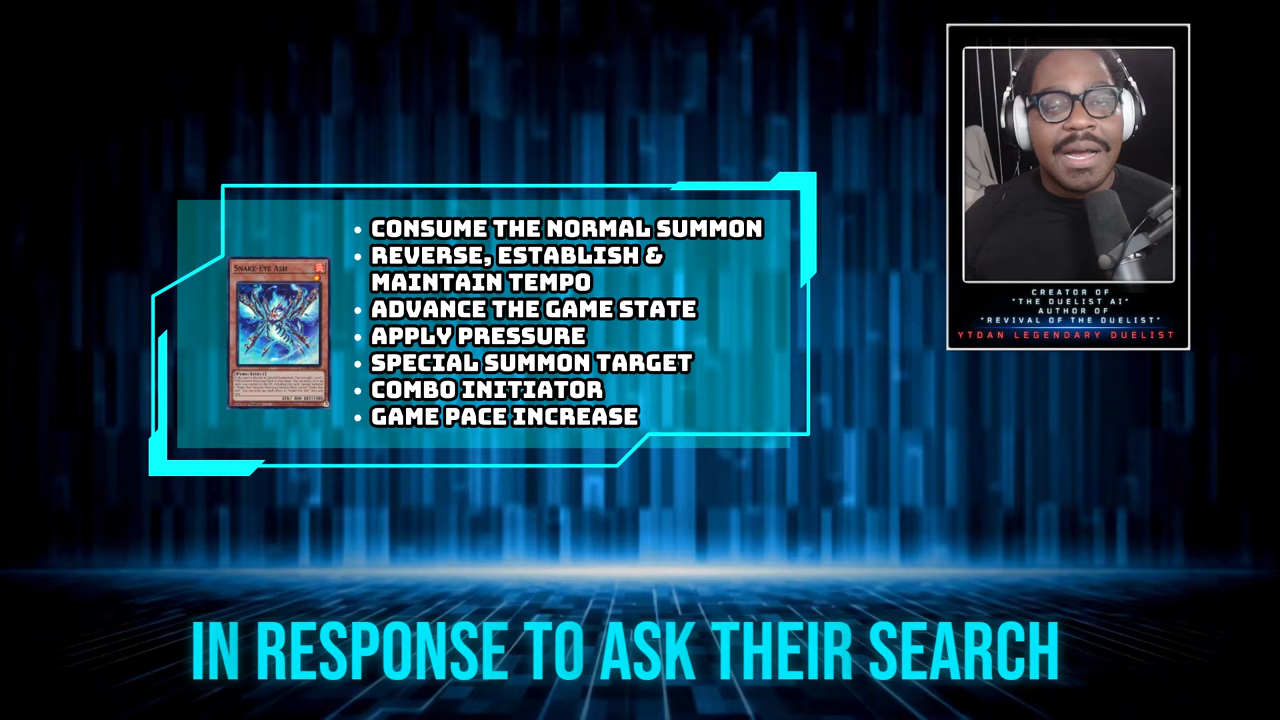 CONSUME THE NORMAL SUMMON
REVERSE, ESTABLISH &
MAINTAIN TEMPO
ADVANCE THE GAME STATE
APPLY PRESSURE
SPECIAL SUMMON TARGET
COMBO INITIATOR
GAME PACE INCREASE
Snake-Eye Ash
CREATOR OF
"THE DUELIST AI"
AUTHOR OF
"REVIVAL OF THE DUELIST"
YTDAN LEGENDARY DUELIST
IN RESPONSE TO ASK THEIR SEARCH